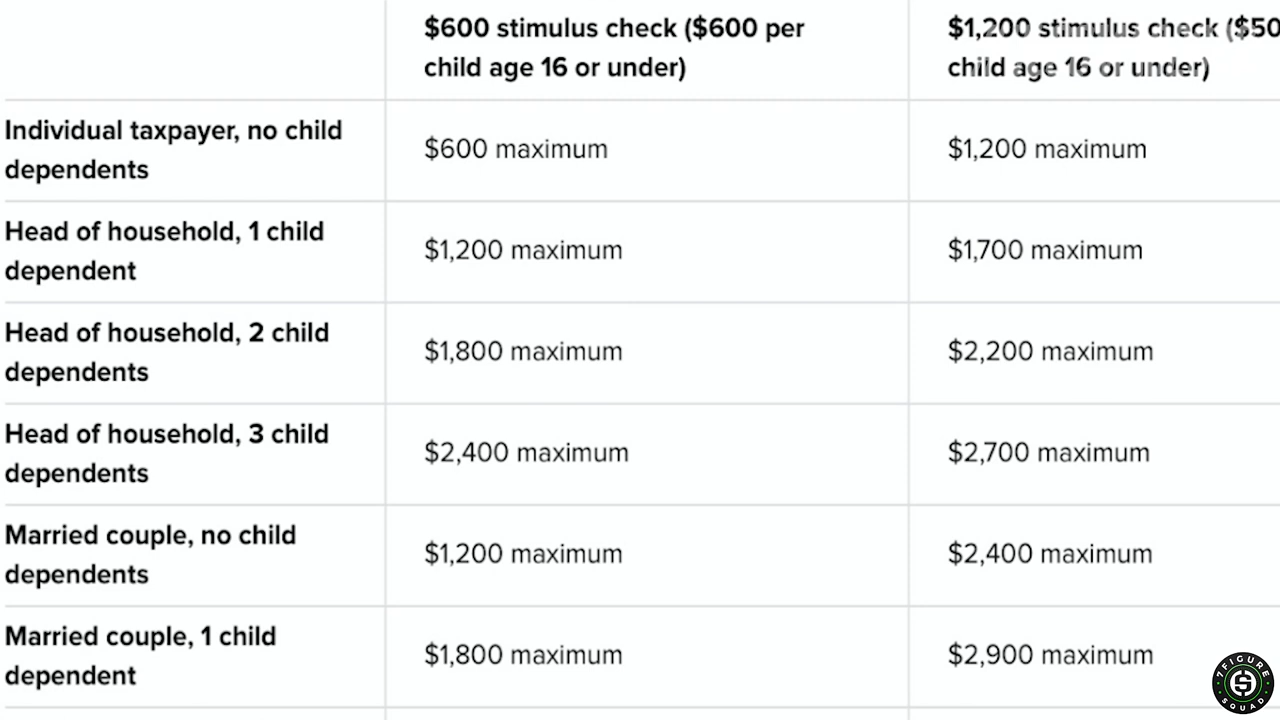 $600 stimulus check ($600 per
child age 16 or under)
$1,200 stimulus check ($50
child age 16 or under)
Individual taxpayer, no child
dependents
$600 maximum
$1,200 maximum
Head of household, 1 child
dependent
$1,200 maximum
$1,700 maximum
Head of household, 2 child
dependents
$1,800 maximum
$2,200 maximum
Head of household, 3 child
dependents
$2,400 maximum
$2,700 maximum
Married couple, no child
dependents
$1,200 maximum
$2,400 maximum
Married couple, 1 child
dependent
$1,800 maximum
$2,900 maximum
7FIGURE
SQUAD